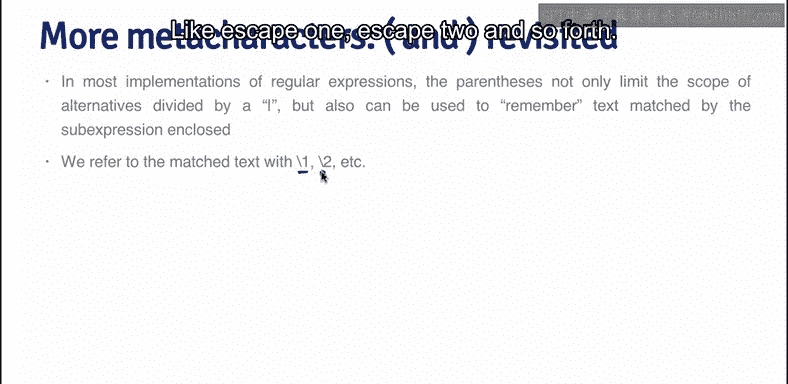 More metacharacters: ( and ) revisited
Like escape one, escape two and so forth.
· In most implementations of regular expressions, the parentheses not only limit the scope of
alternatives divided by a “|”, but also can be used to “remember” text matched by the
subexpression enclosed
· We refer to the matched text with \1, \2, etc.